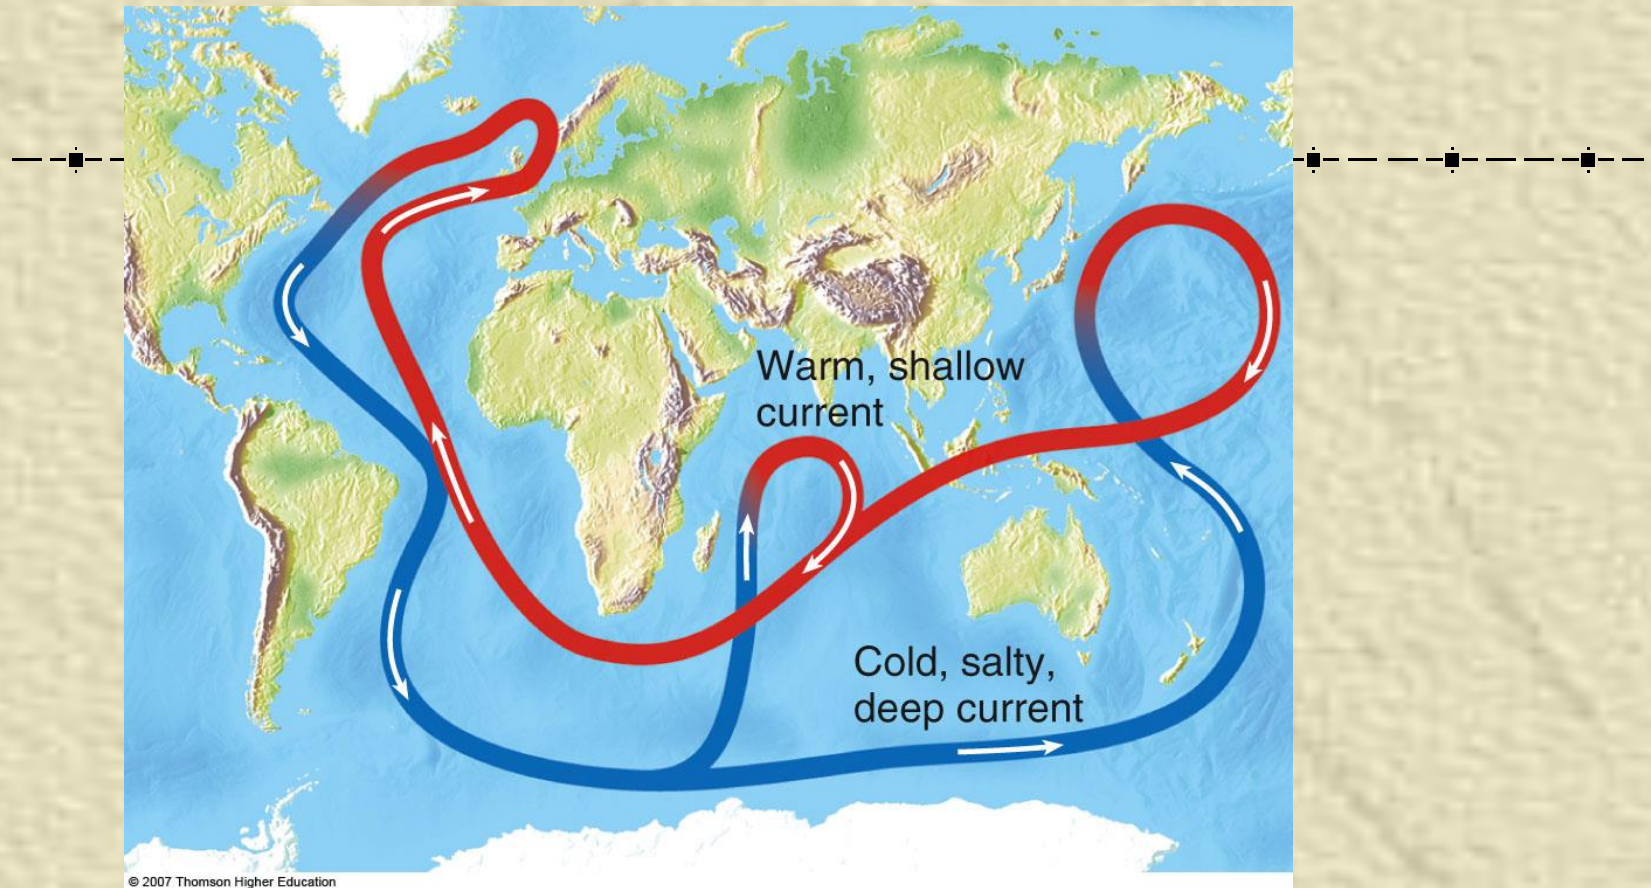 Warm, shallow
current
Cold, salty,
deep current
© 2007 Thomson Higher Education